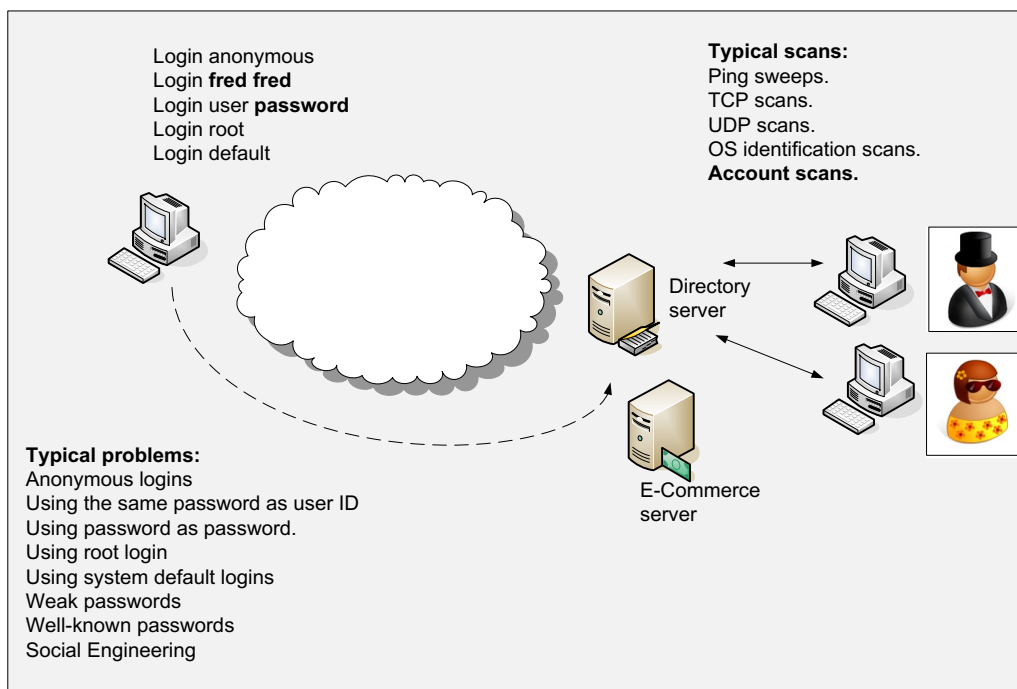 Login anonymous
Login fred fred
Login user password
Login root
Login default
Typical scans:
Ping sweeps.
TCP scans.
UDP scans.
OS identification scans.
Account scans.
Directory
server
E-Commerce
server
Typical problems:
Anonymous logins
Using the same password as user ID
Using password as password.
Using root login
Using system default logins
Weak passwords
Well-known passwords
Social Engineering